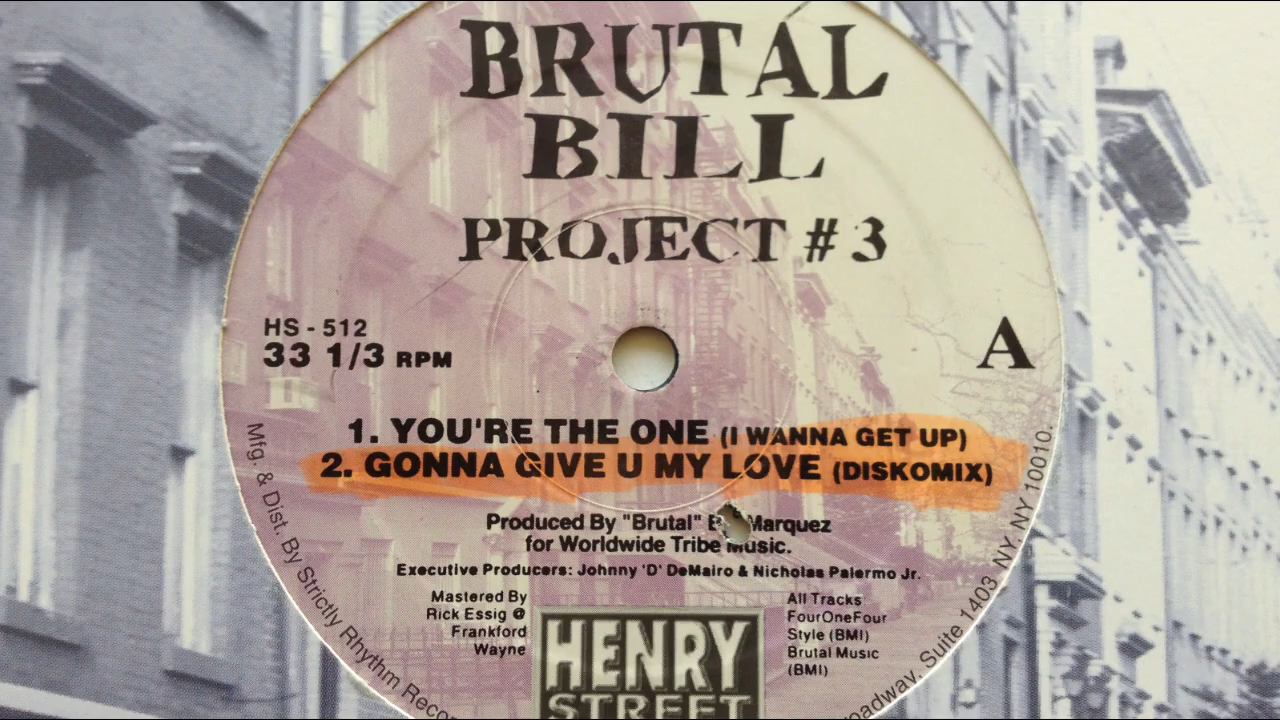 BRUTAL
BILL
PROJECT # 3
HS - 512
33 1/3 RPM
A
1. YOU'RE THE ONE (I WANNA GET UP)
2. GONNA GIVE U MY LOVE (DISKOMIX)
Produced By "Brutal" Marquez
for Worldwide Tribe Music.
Executive Producers: Johnny 'D' DeMairo & Nicholas Palermo Jr.
Mastered By
Rick Essig @
Frankford
Wayne
All Tracks
FourOneFour
Style (BMI)
Brutal Music
(BMI)
HENRY
STREET
Mfg. & Dist. By Strictly Rhythm
Suite 1403 NY, NY 10010.